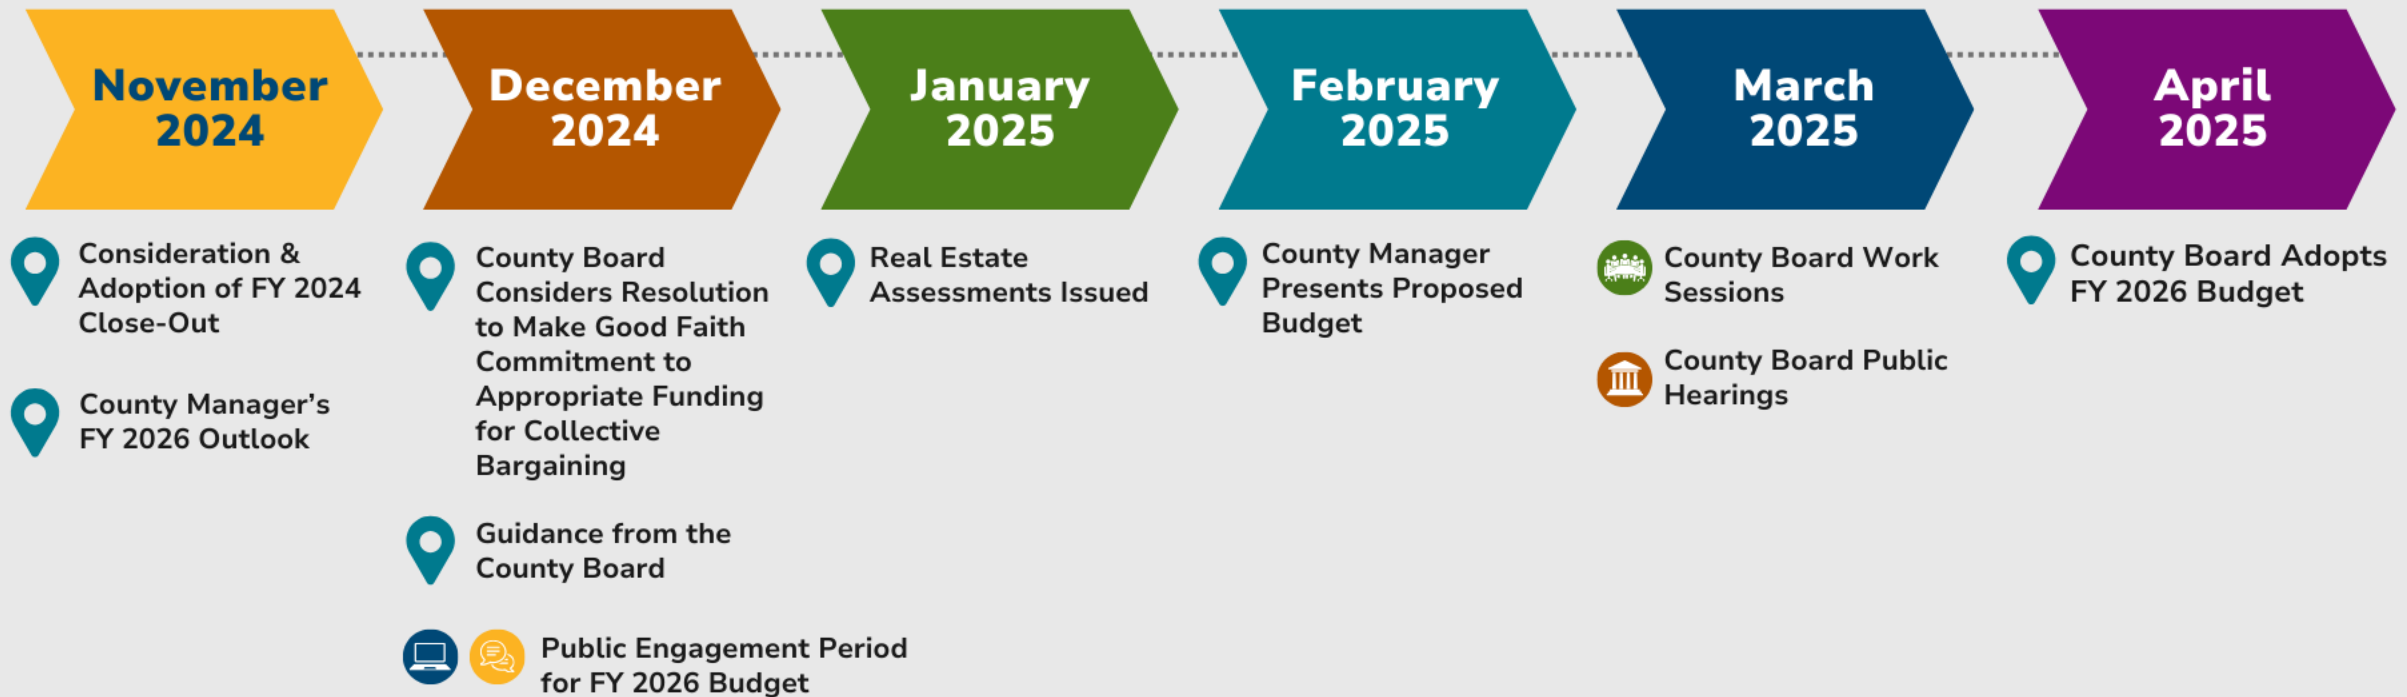 November
2024
December
2024
January
2025
February
2025
March
2025
April
2025
Consideration &
Adoption of FY 2024
Close-Out
County Manager’s
FY 2026 Outlook
County Board
Considers Resolution
to Make Good Faith
Commitment to
Appropriate Funding
for Collective
Bargaining
Guidance from the
County Board
Public Engagement Period
for FY 2026 Budget
Real Estate
Assessments Issued
County Manager
Presents Proposed
Budget
County Board Work
Sessions
County Board Public
Hearings
County Board Adopts
FY 2026 Budget